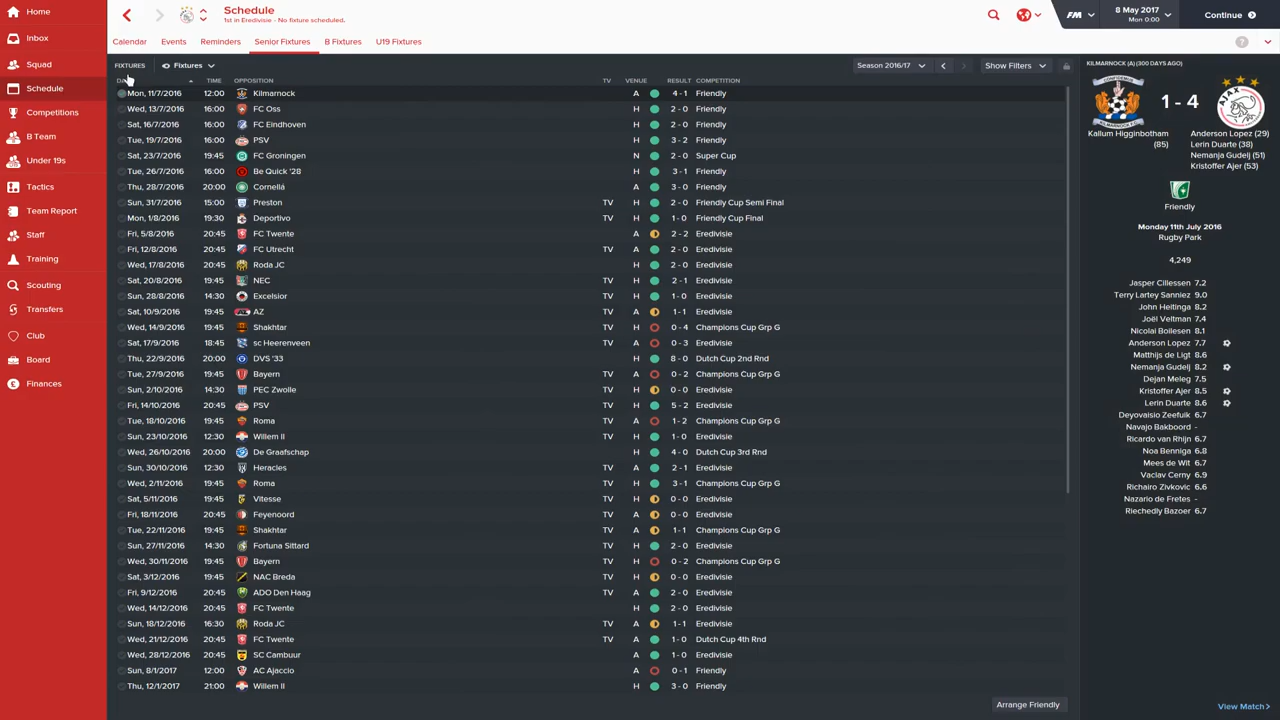 Home
Inbox
Squad
Schedule
Competitions
B Team
Under 19s
Tactics
Team Report
Staff
Training
Scouting
Transfers
Club
Board
Finances
Schedule
1st in Eredivisie - No fixture scheduled.
FM
8 May 2017
Mon 0:00
Continue
Calendar Events Reminders Senior Fixtures B Fixtures U19 Fixtures
FIXTURES Fixtures Season 2016/17 Show Filters
TIME OPPOSITION TV VENUE RESULT COMPETITION
Mon, 11/7/2016 12:00 Kilmarnock A 4 - 1 Friendly
Wed, 13/7/2016 16:00 FC Oss H 2 - 0 Friendly
Sat, 16/7/2016 16:00 FC Eindhoven H 2 - 0 Friendly
Tue, 19/7/2016 16:00 PSV H 3 - 2 Friendly
Sat, 23/7/2016 19:45 FC Groningen N 2 - 0 Super Cup
Tue, 26/7/2016 16:00 Be Quick '28 H 3 - 1 Friendly
Thu, 28/7/2016 20:00 Cornellá A 3 - 0 Friendly
Sun, 31/7/2016 15:00 Preston TV H 2 - 0 Friendly Cup Semi Final
Mon, 1/8/2016 19:30 Deportivo TV H 1 - 0 Friendly Cup Final
Fri, 5/8/2016 20:45 FC Twente A 2 - 2 Eredivisie
Fri, 12/8/2016 20:45 FC Utrecht TV H 2 - 0 Eredivisie
Wed, 17/8/2016 20:45 Roda JC H 2 - 0 Eredivisie
Sat, 20/8/2016 19:45 NEC TV H 2 - 1 Eredivisie
Sun, 28/8/2016 14:30 Excelsior TV H 1 - 0 Eredivisie
Sat, 10/9/2016 19:45 AZ TV A 1 - 1 Eredivisie
Wed, 14/9/2016 19:45 Shakhtar TV H 0 - 4 Champions Cup Grp G
Sat, 17/9/2016 18:45 sc Heerenveen TV A 0 - 3 Eredivisie
Thu, 22/9/2016 20:00 DVS '33 H 8 - 0 Dutch Cup 2nd Rnd
Tue, 27/9/2016 19:45 Bayern TV A 0 - 2 Champions Cup Grp G
Sun, 2/10/2016 14:30 PEC Zwolle TV H 0 - 0 Eredivisie
Fri, 14/10/2016 20:45 PSV TV H 5 - 2 Eredivisie
Tue, 18/10/2016 19:45 Roma TV A 1 - 2 Champions Cup Grp G
Sun, 23/10/2016 12:30 Willem II TV H 1 - 0 Eredivisie
Wed, 26/10/2016 20:00 De Graafschap H 4 - 0 Dutch Cup 3rd Rnd
Sun, 30/10/2016 12:30 Heracles TV A 2 - 1 Eredivisie
Wed, 2/11/2016 19:45 Roma TV H 3 - 1 Champions Cup Grp G
Sat, 5/11/2016 19:45 Vitesse TV A 0 - 0 Eredivisie
Fri, 18/11/2016 20:45 Feyenoord TV A 0 - 0 Eredivisie
Tue, 22/11/2016 19:45 Shakhtar TV A 1 - 1 Champions Cup Grp G
Sun, 27/11/2016 14:30 Fortuna Sittard TV H 2 - 0 Eredivisie
Wed, 30/11/2016 19:45 Bayern TV H 0 - 2 Champions Cup Grp G
Sat, 3/12/2016 19:45 NAC Breda TV H 0 - 0 Eredivisie
Fri, 9/12/2016 20:45 ADO Den Haag TV A 2 - 0 Eredivisie
Wed, 14/12/2016 20:45 FC Twente H 2 - 0 Eredivisie
Sun, 18/12/2016 16:30 Roda JC TV A 1 - 1 Eredivisie
Wed, 21/12/2016 20:45 FC Twente TV A 1 - 0 Dutch Cup 4th Rnd
Wed, 28/12/2016 20:45 SC Cambuur A 1 - 0 Eredivisie
Sun, 8/1/2017 12:00 AC Ajaccio A 0 - 1 Friendly
Thu, 12/1/2017 21:00 Willem II H 3 - 0 Friendly
Arrange Friendly
KILMARNOCK (A) (300 DAYS AGO)
1 - 4
KILMARNOCK AJAX
Kallum Higginbotham
(85)
Anderson Lopez (29)
Lerin Duarte (38)
Nemanja Gudelj (51)
Kristoffer Ajer (53)
Friendly
Monday 11th July 2016
Rugby Park
4,249
Jasper Cillessen 7.2
Terry Lartey Sanniez 9.0
John Heitinga 8.2
Joël Veltman 7.4
Nicolai Boilesen 8.1
Anderson Lopez 7.7
Matthijs de Ligt 8.6
Nemanja Gudelj 8.2
Dejan Meleg 7.5
Kristoffer Ajer 8.5
Lerin Duarte 8.6
Deyovaisio Zeefuik 6.7
Navajo Bakboord -
Ricardo van Rhijn 6.7
Noa Benniga 6.8
Mees de Wit 6.7
Vaclav Cerny 6.9
Richairo Zivkovic 6.6
Nazario de Fretes -
Riechedly Bazoer 6.7
View Match >